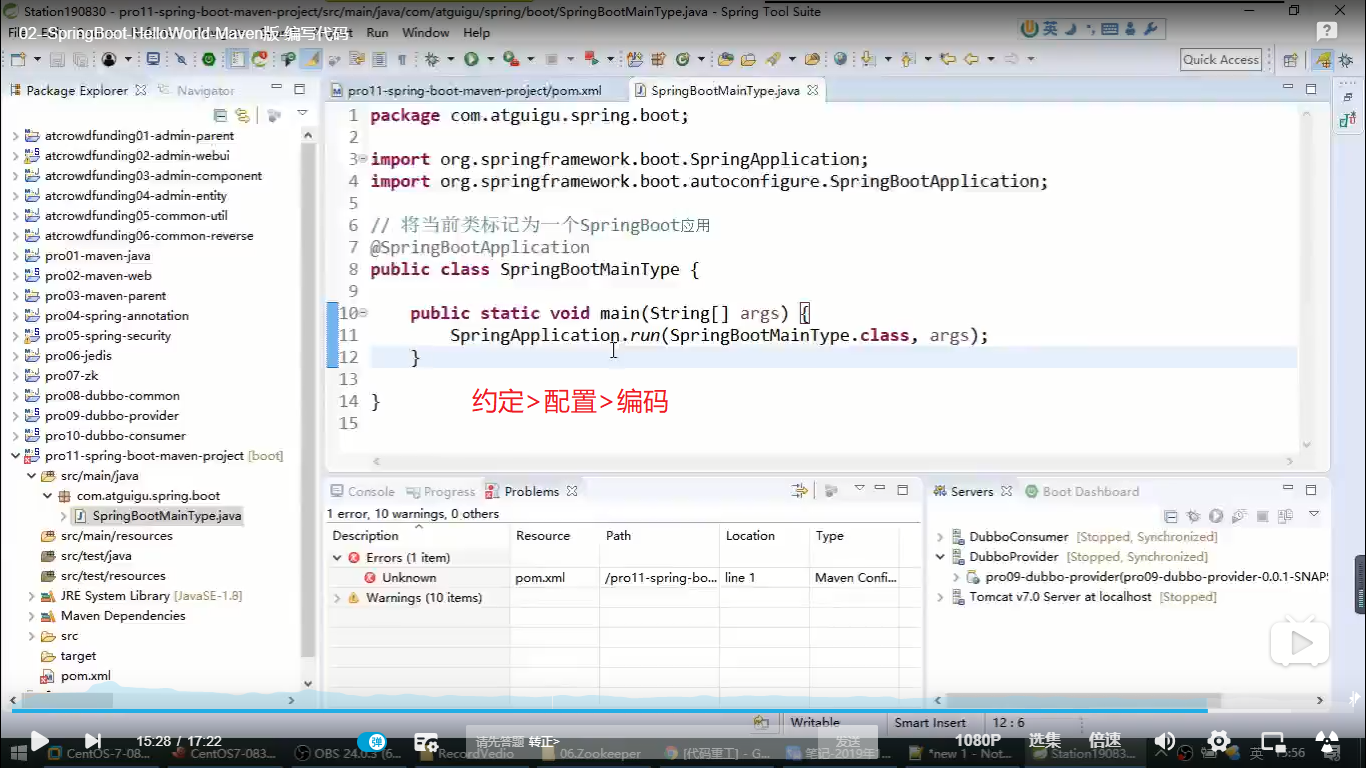 Station190830 - pro11-spring-boot-maven-project/src/main/java/com/atguigu/spring/boot/SpringBootMainType.java - Spring Tool Suite
02 - SpringBoot-HelloWorld-Maven版-编写代码
Run Window Help
英
Quick Access
Package Explorer Navigator
atcrowdfunding01-admin-parent
atcrowdfunding02-admin-webui
atcrowdfunding03-admin-component
atcrowdfunding04-admin-entity
atcrowdfunding05-common-util
atcrowdfunding06-common-reverse
pro01-maven-java
pro02-maven-web
pro03-maven-parent
pro04-spring-annotation
pro05-spring-security
pro06-jedis
pro07-zk
pro08-dubbo-common
pro09-dubbo-provider
pro10-dubbo-consumer
pro11-spring-boot-maven-project [boot]
src/main/java
com.atguigu.spring.boot
SpringBootMainType.java
src/main/resources
src/test/java
src/test/resources
JRE System Library [JavaSE-1.8]
Maven Dependencies
src
target
pom.xml
pro11-spring-boot-maven-project/pom.xml SpringBootMainType.java
1 package com.atguigu.spring.boot;
2
3 import org.springframework.boot.SpringApplication;
4 import org.springframework.boot.autoconfigure.SpringBootApplication;
5
6 // 将当前类标记为一个SpringBoot应用
7 @SpringBootApplication
8 public class SpringBootMainType {
9
10 public static void main(String[] args) {
11 SpringApplication.run(SpringBootMainType.class, args);
12 }
13
14 }
15
约定>配置>编码
Console Progress Problems
1 error, 10 warnings, 0 others
Description Resource Path Location Type
Errors (1 item)
Unknown pom.xml /pro11-spring-bo... line 1 Maven Confi...
Warnings (10 items)
Servers Boot Dashboard
DubboConsumer [Stopped, Synchronized]
DubboProvider [Stopped, Synchronized]
pro09-dubbo-provider(pro09-dubbo-provider-0.0.1-SNAPS
Tomcat v7.0 Server at localhost [Stopped]
Writable Smart Insert 12 : 6
15:28 / 17:22 弹 请先答题 转正> 发送 1080P 选集 倍速
CentOS-7-08... CentOS7-083... OBS 24.0.3 (6... RecordVedio 06.Zookeeper [代码重工] - G... 笔记-2019年1... *new 1 - Not... Station19083... 英 15:56